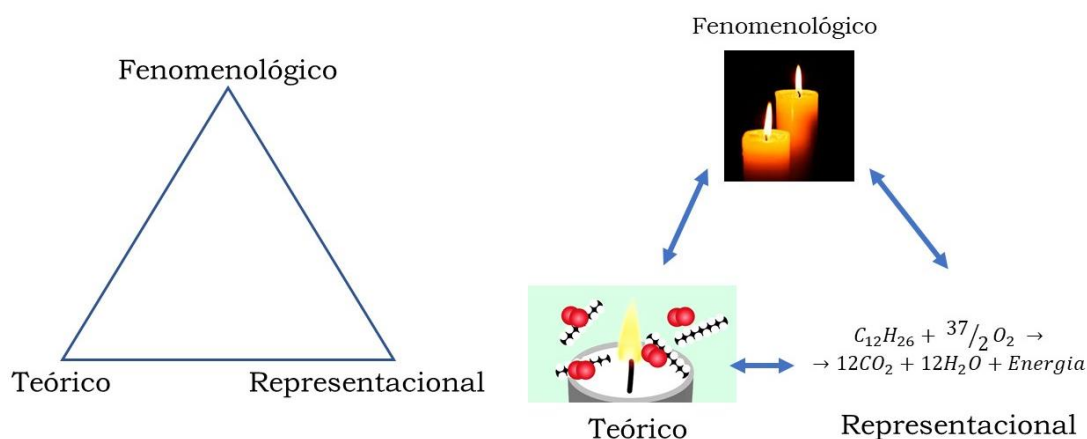 Fenomenológico
Teórico
Representacional
Fenomenológico
C₁₂H₂₆ + ³⁷/₂ O₂ →
→ 12CO₂ + 12H₂O + Energia
Teórico
Representacional